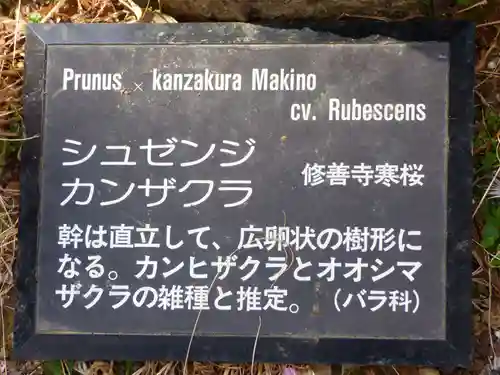 Prunus × kanzakura Makino
cv. Rubescens
シュゼンジ
カンザクラ 修善寺寒桜
幹は直立して、広卵状の樹形に
なる。カンヒザクラとオオシマ
ザクラの雑種と推定。（バラ科）